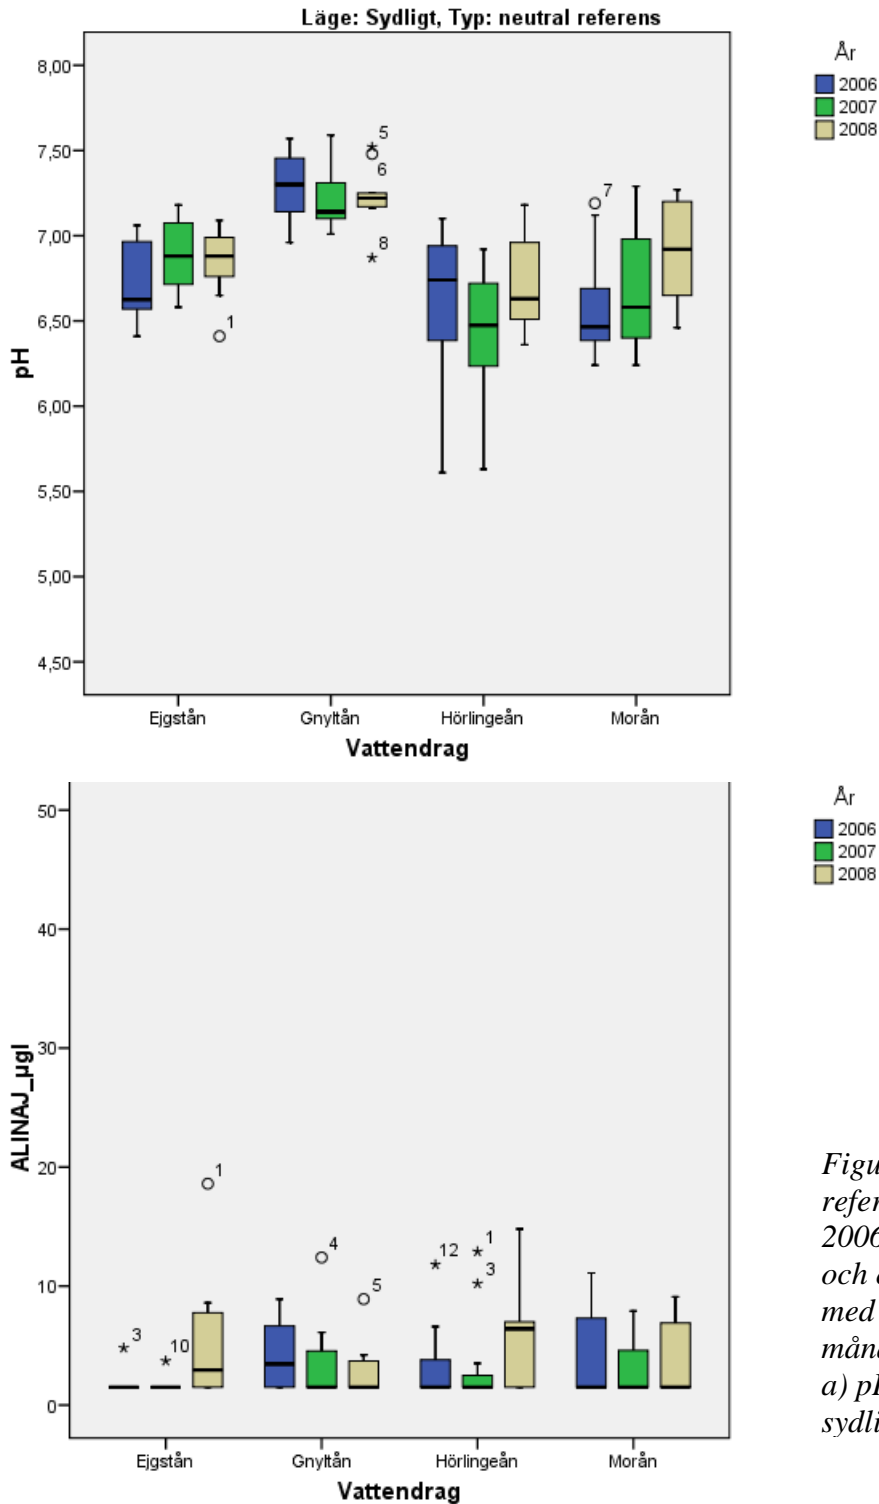 Läge: Sydligt, Typ: neutral referens
År
2006
2007
2008
8,00
7,50
7,00
6,50
6,00
5,50
5,00
4,50
pH
5
6
8
7
1
Ejgstån
Gnyltån
Hörlingeån
Morån
Vattendrag
År
2006
2007
2008
50
40
30
20
10
0
ALINAJ_µgl
1
4
12
1
3
5
3
10
Ejgstån
Gnyltån
Hörlingeån
Morån
Vattendrag
Figu
refer
2006
med
måna
sydli